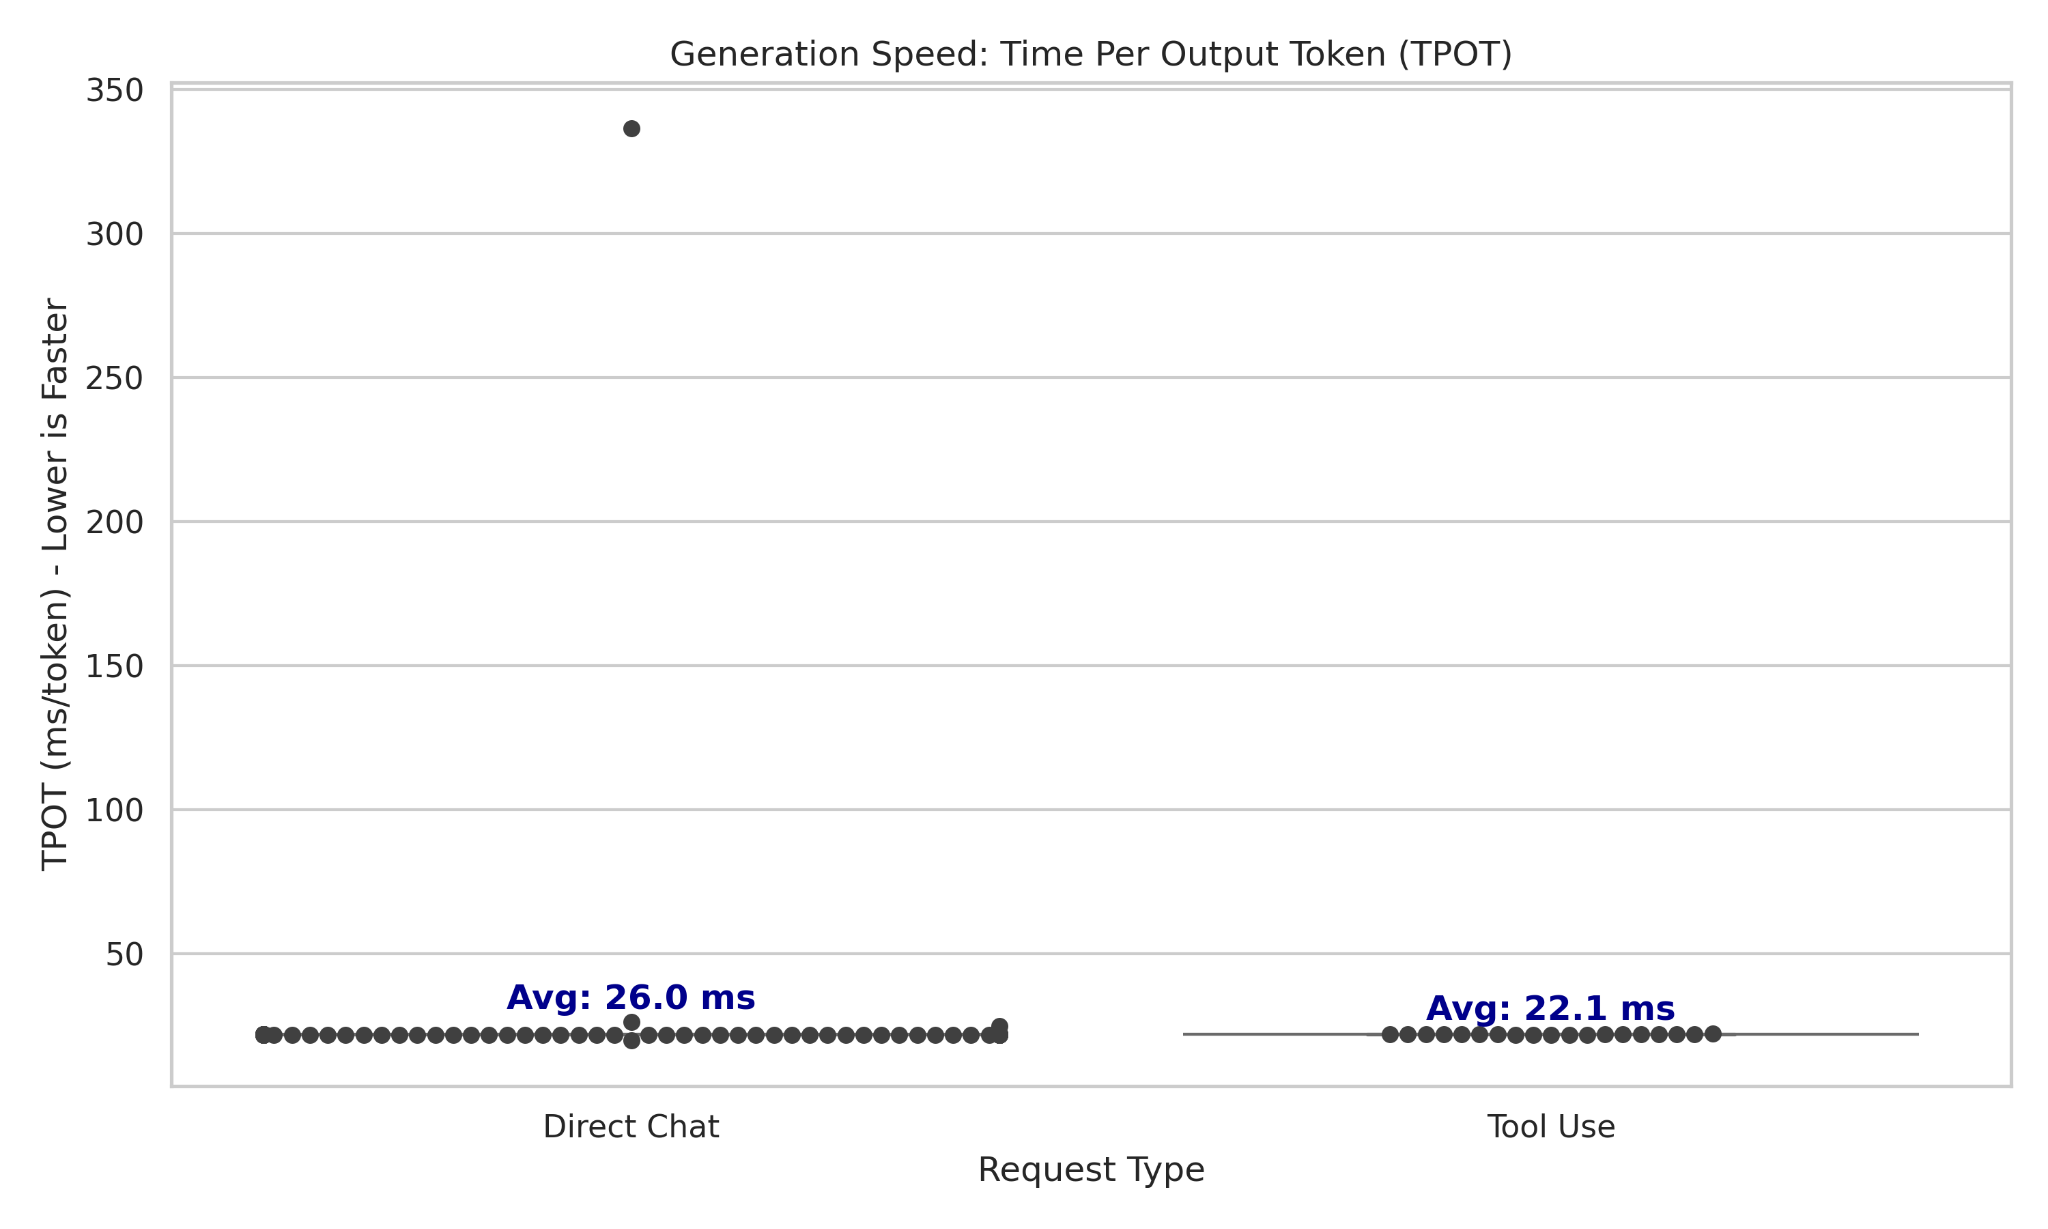 Generation Speed: Time Per Output Token (TPOT)
TPOT (ms/token) - Lower is Faster
350
300
250
200
150
100
50
Avg: 26.0 ms
Avg: 22.1 ms
Direct Chat
Tool Use
Request Type